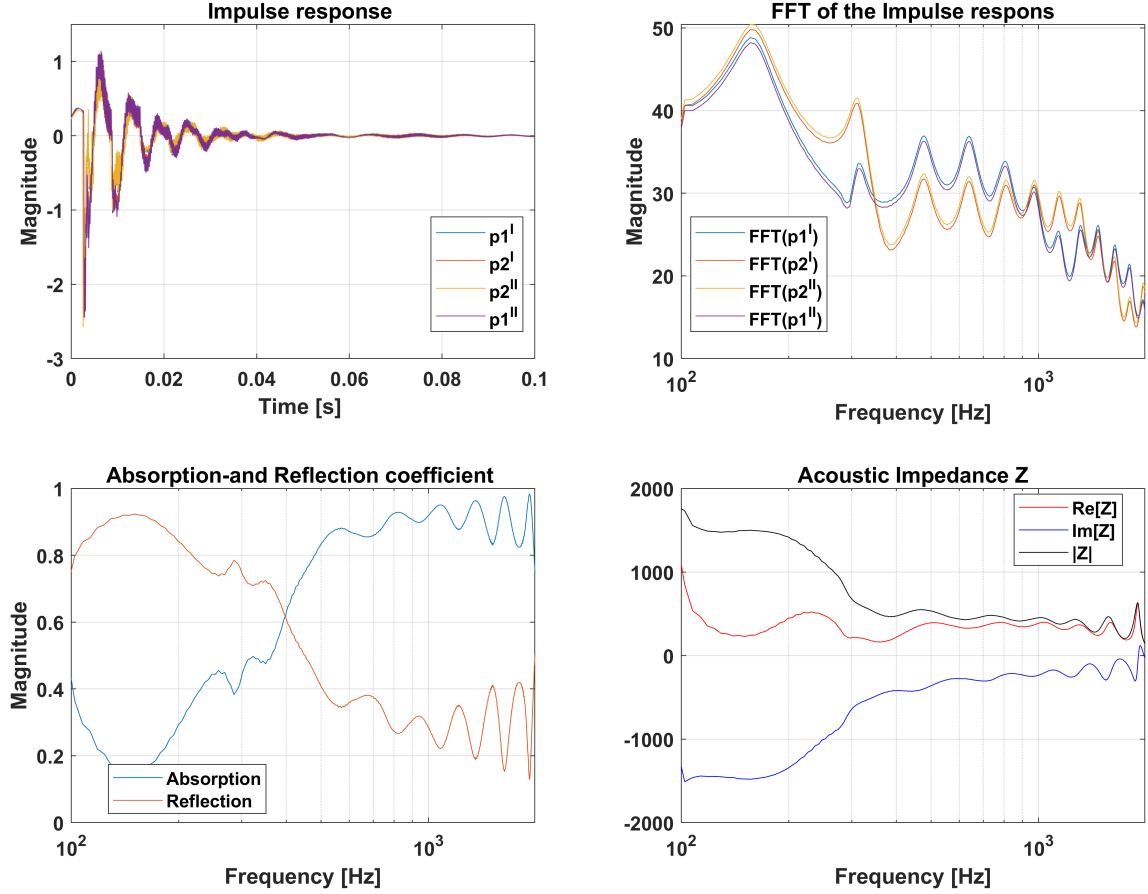 Impulse response
Magnitude
1
0
-1
-2
-3
p1^I
p2^I
p2^II
p1^II
0 0.02 0.04 0.06 0.08 0.1
Time [s]
FFT of the Impulse respons
Magnitude
50
40
30
20
10
FFT(p1^I)
FFT(p2^I)
FFT(p2^II)
FFT(p1^II)
10^2 10^3
Frequency [Hz]
Absorption-and Reflection coefficient
Magnitude
1
0.8
0.6
0.4
0.2
0
Absorption
Reflection
10^2 10^3
Frequency [Hz]
Acoustic Impedance Z
2000
1000
0
-1000
-2000
Re[Z]
Im[Z]
|Z|
10^2 10^3
Frequency [Hz]